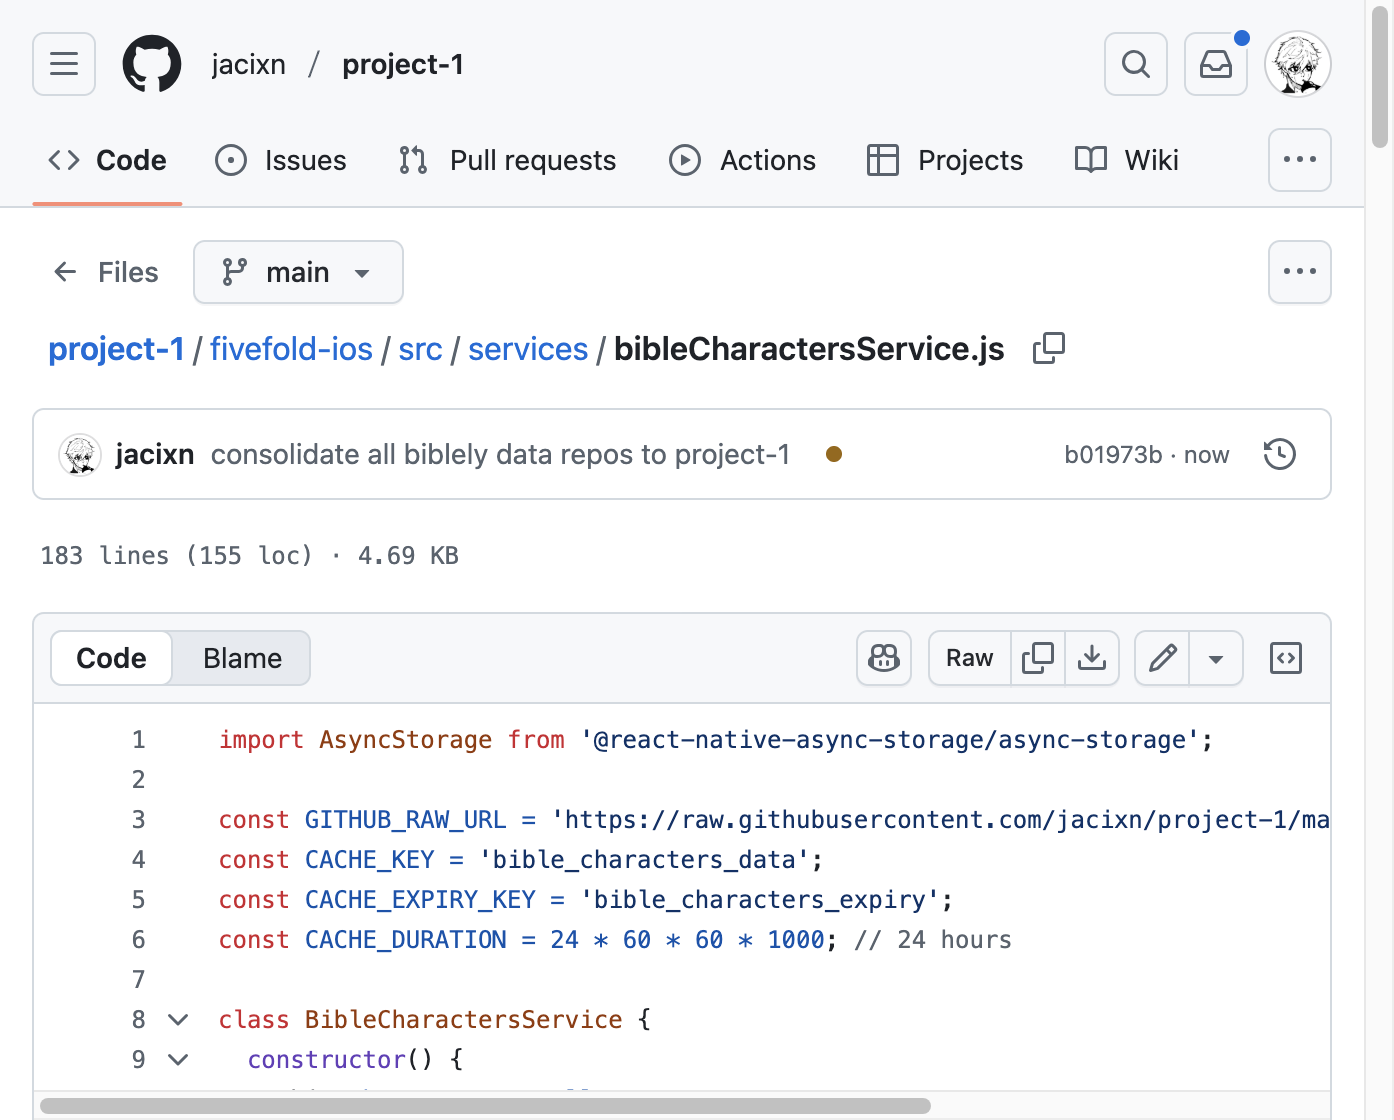 jacixn / project-1
Code Issues Pull requests Actions Projects Wiki
Files main
project-1 / fivefold-ios / src / services / bibleCharactersService.js
jacixn consolidate all biblely data repos to project-1 b01973b · now
183 lines (155 loc) · 4.69 KB
Code Blame Raw
1 import AsyncStorage from '@react-native-async-storage/async-storage';
2
3 const GITHUB_RAW_URL = 'https://raw.githubusercontent.com/jacixn/project-1/ma
4 const CACHE_KEY = 'bible_characters_data';
5 const CACHE_EXPIRY_KEY = 'bible_characters_expiry';
6 const CACHE_DURATION = 24 * 60 * 60 * 1000; // 24 hours
7
8 class BibleCharactersService {
9 constructor() {